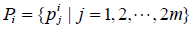 P_i = {p_j^i | j = 1, 2, ⋯, 2m}